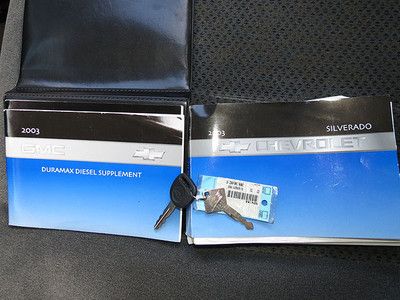 2003
GMC
DURAMAX DIESEL SUPPLEMENT
2003
SILVERADO
CHEVROLET